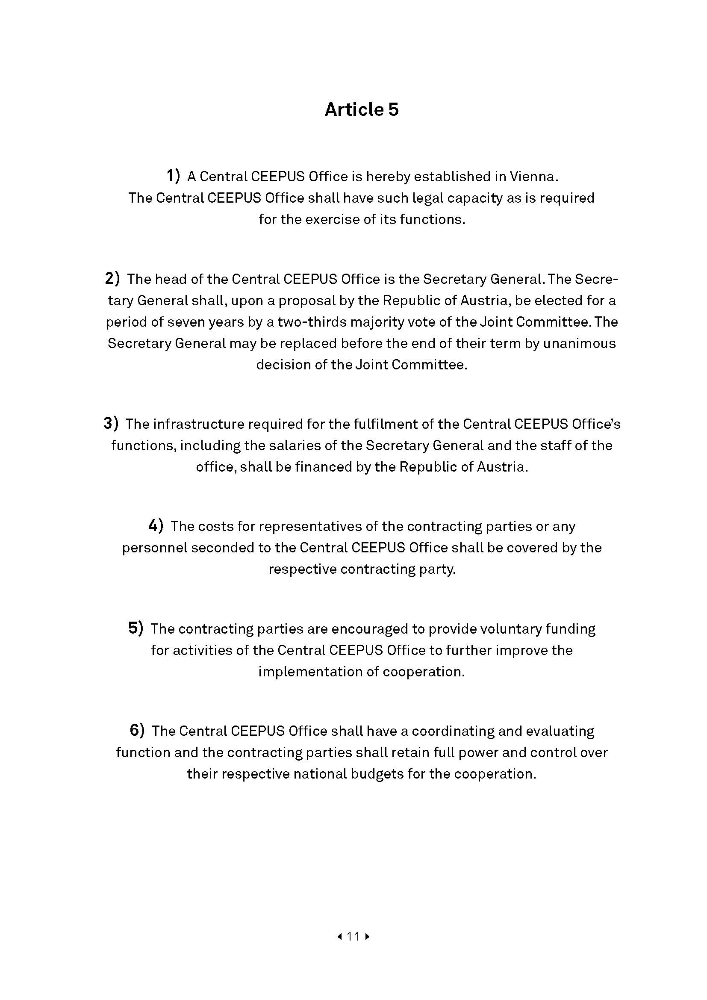 Article 5
1) A Central CEEPUS Office is hereby established in Vienna.
The Central CEEPUS Office shall have such legal capacity as is required
for the exercise of its functions.
2) The head of the Central CEEPUS Office is the Secretary General. The Secre-
tary General shall, upon a proposal by the Republic of Austria, be elected for a
period of seven years by a two-thirds majority vote of the Joint Committee. The
Secretary General may be replaced before the end of their term by unanimous
decision of the Joint Committee.
3) The infrastructure required for the fulfilment of the Central CEEPUS Office’s
functions, including the salaries of the Secretary General and the staff of the
office, shall be financed by the Republic of Austria.
4) The costs for representatives of the contracting parties or any
personnel seconded to the Central CEEPUS Office shall be covered by the
respective contracting party.
5) The contracting parties are encouraged to provide voluntary funding
for activities of the Central CEEPUS Office to further improve the
implementation of cooperation.
6) The Central CEEPUS Office shall have a coordinating and evaluating
function and the contracting parties shall retain full power and control over
their respective national budgets for the cooperation.
◂ 11 ▸